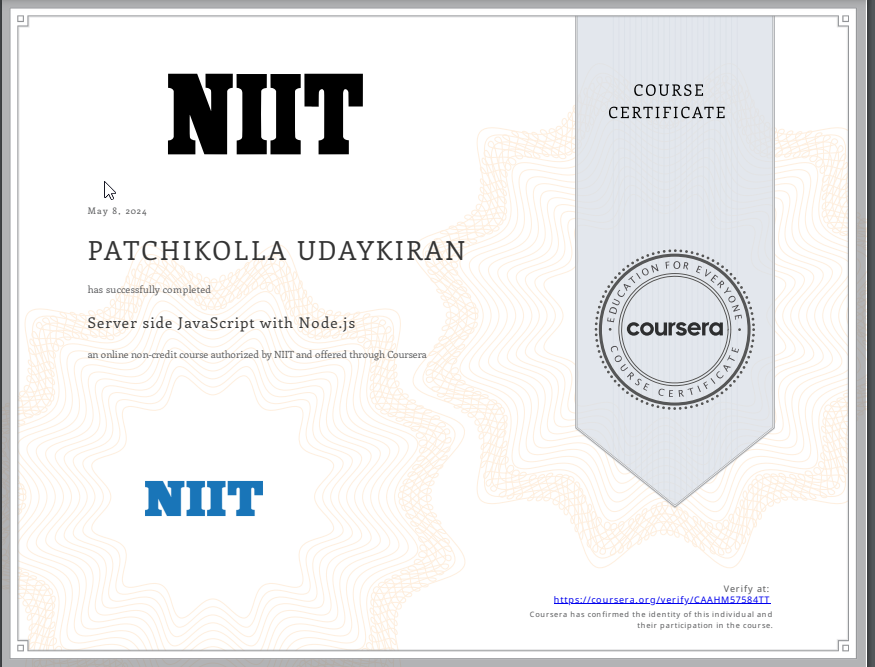 NIIT
COURSE
CERTIFICATE
May 8, 2024
PATCHIKOLLA UDAYKIRAN
has successfully completed
Server side JavaScript with Node.js
an online non-credit course authorized by NIIT and offered through Coursera
EDUCATION FOR EVERYONE
coursera
COURSE CERTIFICATE
NIIT
Verify at:
https://coursera.org/verify/CAAHM57584TT
Coursera has confirmed the identity of this individual and
their participation in the course.